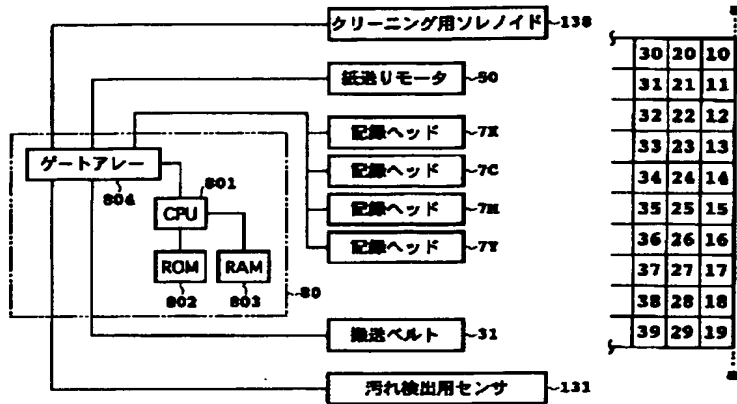 クリーニング用ソレノイド 138
紙送りモータ 50
記録ヘッド 7K
記録ヘッド 7C
記録ヘッド 7M
記録ヘッド 7Y
ゲートアレー
804
801
CPU
ROM
RAM
802
803
80
搬送ベルト 31
汚れ検出用センサ 131
30 20 10
31 21 11
32 22 12
33 23 13
34 24 14
35 25 15
36 26 16
37 27 17
38 28 18
39 29 19